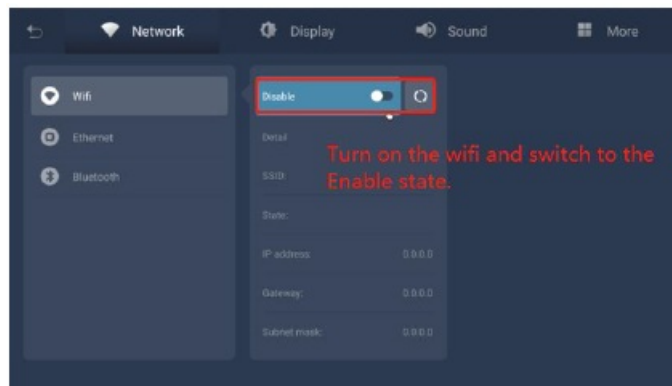 Network
Display
Sound
More
Wifi
Ethernet
Bluetooth
Disable
Detail
SSID:
State:
IP address: 0.0.0.0
Gateway: 0.0.0.0
Subnet mask: 0.0.0.0
Turn on the wifi and switch to the
Enable state.